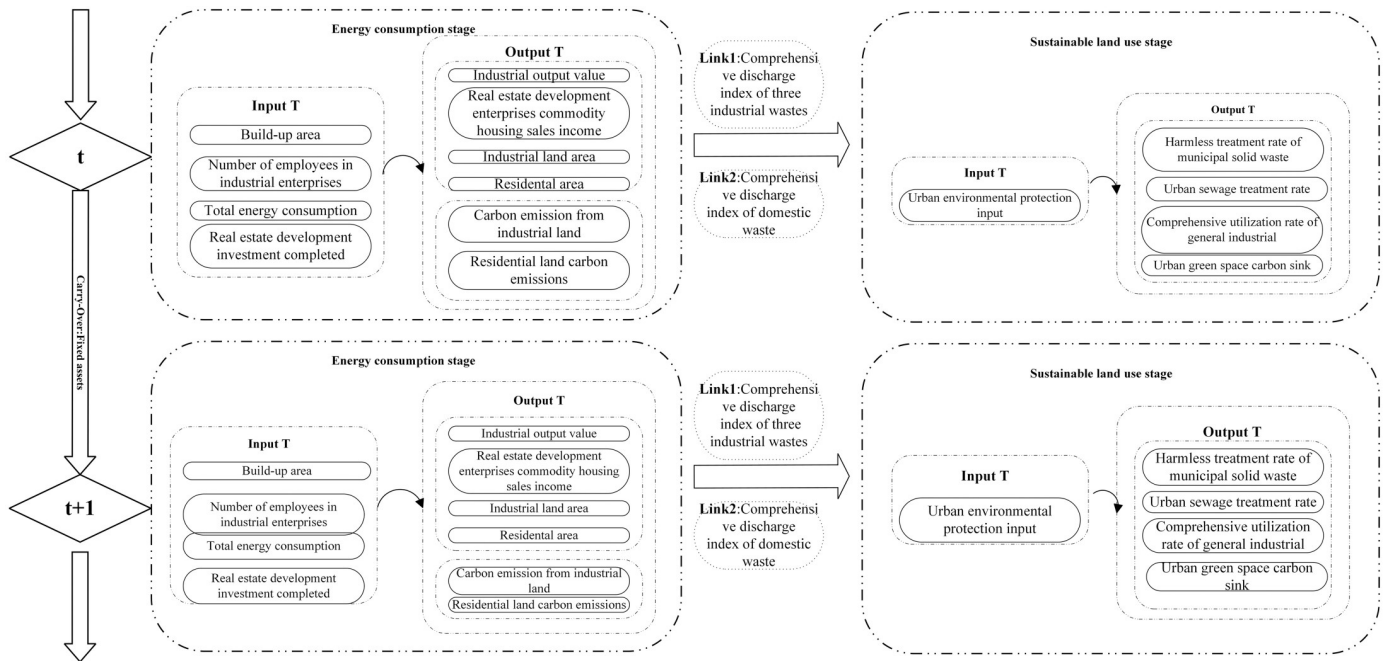 Energy consumption stage
Input T
Build-up area
Number of employees in
industrial enterprises
Total energy consumption
Real estate development
investment completed
Output T
Industrial output value
Real estate development
enterprises commodity
housing sales income
Industrial land area
Residental area
Carbon emission from
industrial land
Residential land carbon
emissions
Link1:Comprehensi
ve discharge
index of three
industrial wastes
Link2:Comprehensi
ve discharge
index of domestic
waste
Sustainable land use stage
Input T
Urban environmental protection
input
Output T
Harmless treatment rate of
municipal solid waste
Urban sewage treatment rate
Comprehensive utilization rate of
general industrial
Urban green space carbon sink
t
Carry-Over:Fixed assets
t+1
Energy consumption stage
Input T
Build-up area
Number of employees in
industrial enterprises
Total energy consumption
Real estate development
investment completed
Output T
Industrial output value
Real estate development
enterprises commodity housing
sales income
Industrial land area
Residental area
Carbon emission from industrial
land
Residential land carbon emissions
Link1:Comprehensi
ve discharge
index of three
industrial wastes
Link2:Comprehensi
ve discharge
index of domestic
waste
Sustainable land use stage
Input T
Urban environmental
protection input
Output T
Harmless treatment rate of
municipal solid waste
Urban sewage treatment rate
Comprehensive utilization
rate of general industrial
Urban green space carbon
sink